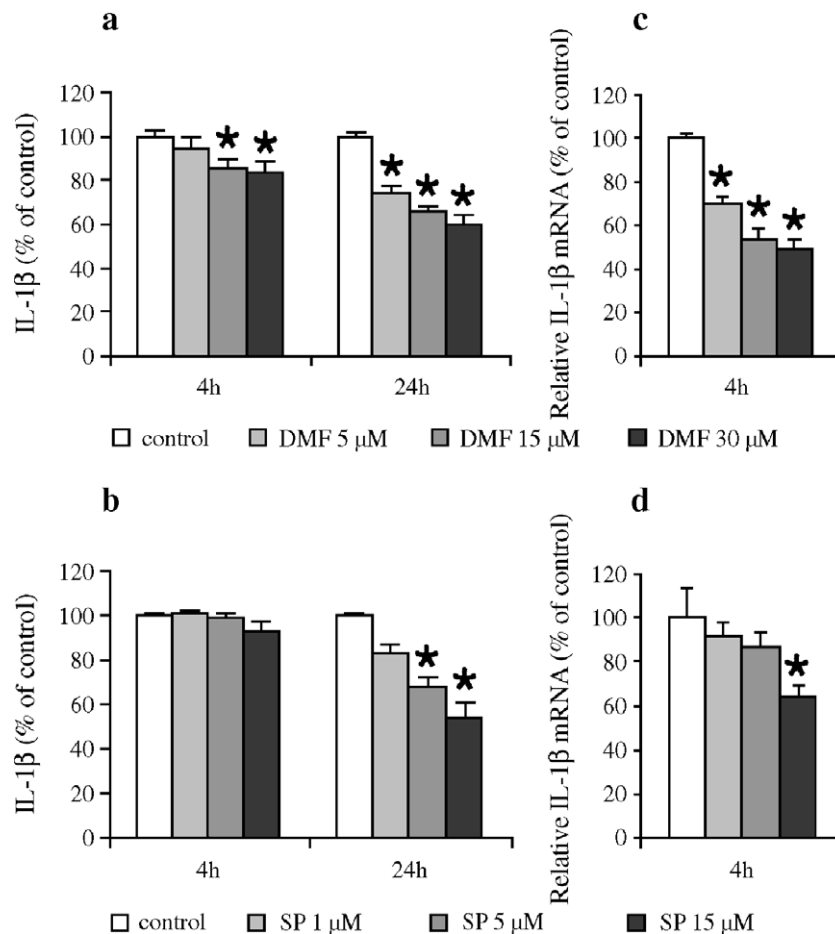 a
IL-1β (% of control)
120
100
80
60
40
20
0
4h
24h
c
Relative IL-1β mRNA (% of control)
120
100
80
60
40
20
0
4h
control DMF 5 μM DMF 15 μM DMF 30 μM
b
IL-1β (% of control)
120
100
80
60
40
20
0
4h
24h
d
Relative IL-1β mRNA (% of control)
120
100
80
60
40
20
0
4h
control SP 1 μM SP 5 μM SP 15 μM